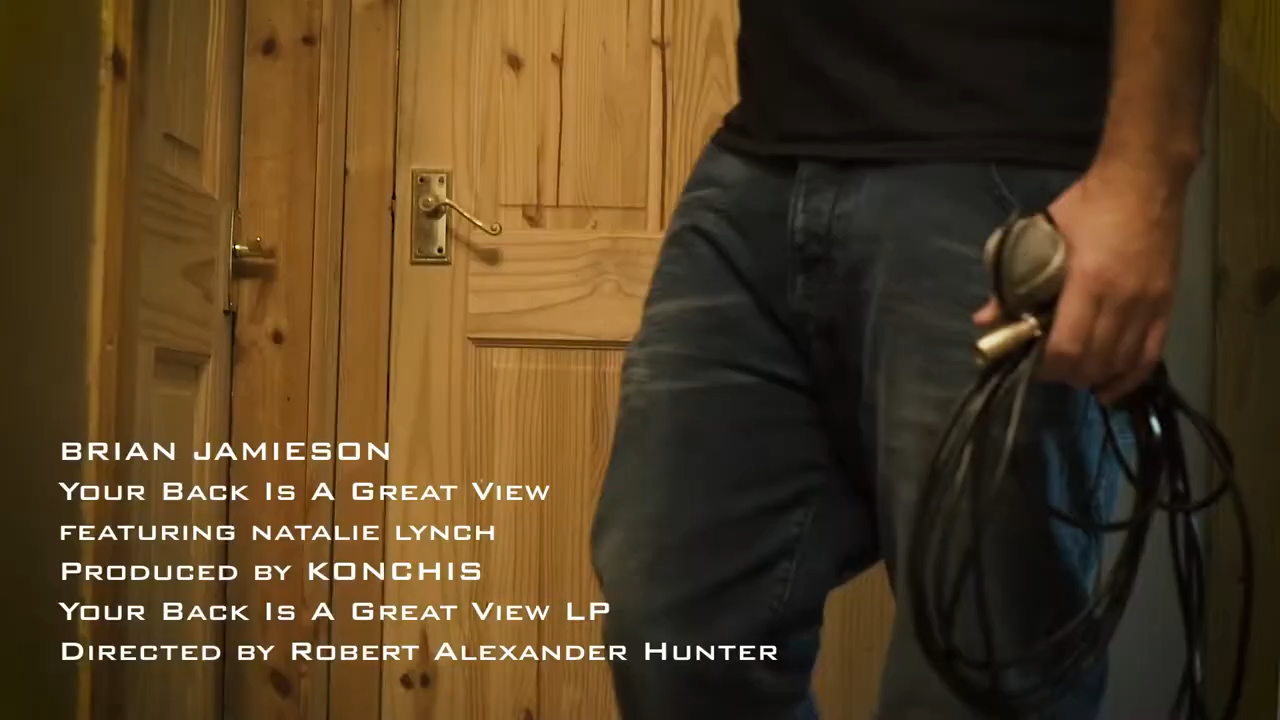 BRIAN JAMIESON
Your Back Is A Great View
featuring natalie lynch
Produced by KONCHIS
Your Back Is A Great View LP
Directed by Robert Alexander Hunter